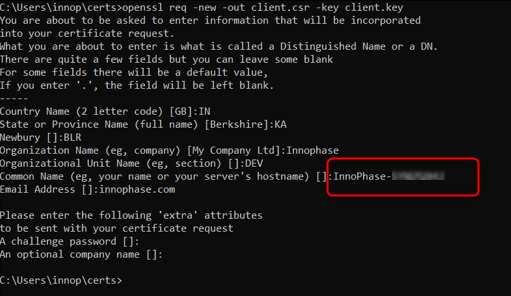 C:\Users\innop\certs>openssl req -new -out client.csr -key client.key
You are about to be asked to enter information that will be incorporated
into your certificate request.
What you are about to enter is what is called a Distinguished Name or a DN.
There are quite a few fields but you can leave some blank
For some fields there will be a default value,
If you enter '.', the field will be left blank.
-----
Country Name (2 letter code) [GB]:IN
State or Province Name (full name) [Berkshire]:KA
Newbury []:BLR
Organization Name (eg, company) [My Company Ltd]:Innophase
Organizational Unit Name (eg, section) []:DEV
Common Name (eg, your name or your server's hostname) []:InnoPhase-
Email Address []:innophase.com
Please enter the following 'extra' attributes
to be sent with your certificate request
A challenge password []:
An optional company name []:
C:\Users\innop\certs>